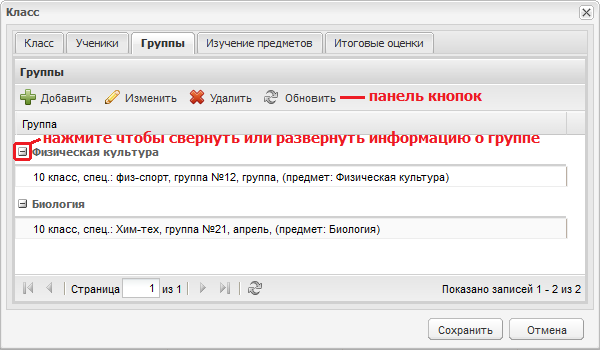 Класс
Класс Ученики Группы Изучение предметов Итоговые оценки
Группы
Добавить Изменить Удалить Обновить панель кнопок
Группа
нажмите чтобы свернуть или развернуть информацию о группе
Физическая культура
10 класс, спец.: физ-спорт, группа №12, группа, (предмет: Физическая культура)
Биология
10 класс, спец.: Хим-тех, группа №21, апрель, (предмет: Биология)
Страница 1 из 1 Показано записей 1 - 2 из 2
Сохранить Отмена